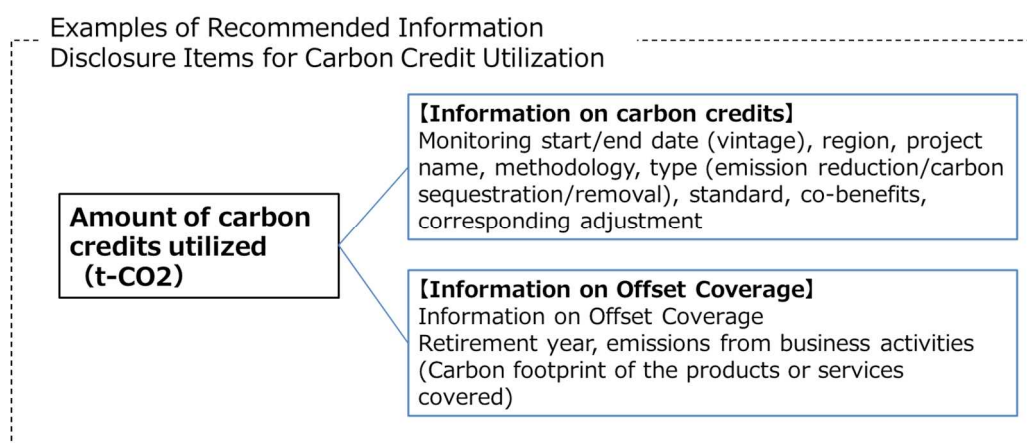 Examples of Recommended Information
Disclosure Items for Carbon Credit Utilization
Amount of carbon
credits utilized
（t-CO2）
【Information on carbon credits】
Monitoring start/end date (vintage), region, project
name, methodology, type (emission reduction/carbon
sequestration/removal), standard, co-benefits,
corresponding adjustment
【Information on Offset Coverage】
Information on Offset Coverage
Retirement year, emissions from business activities
(Carbon footprint of the products or services
covered)